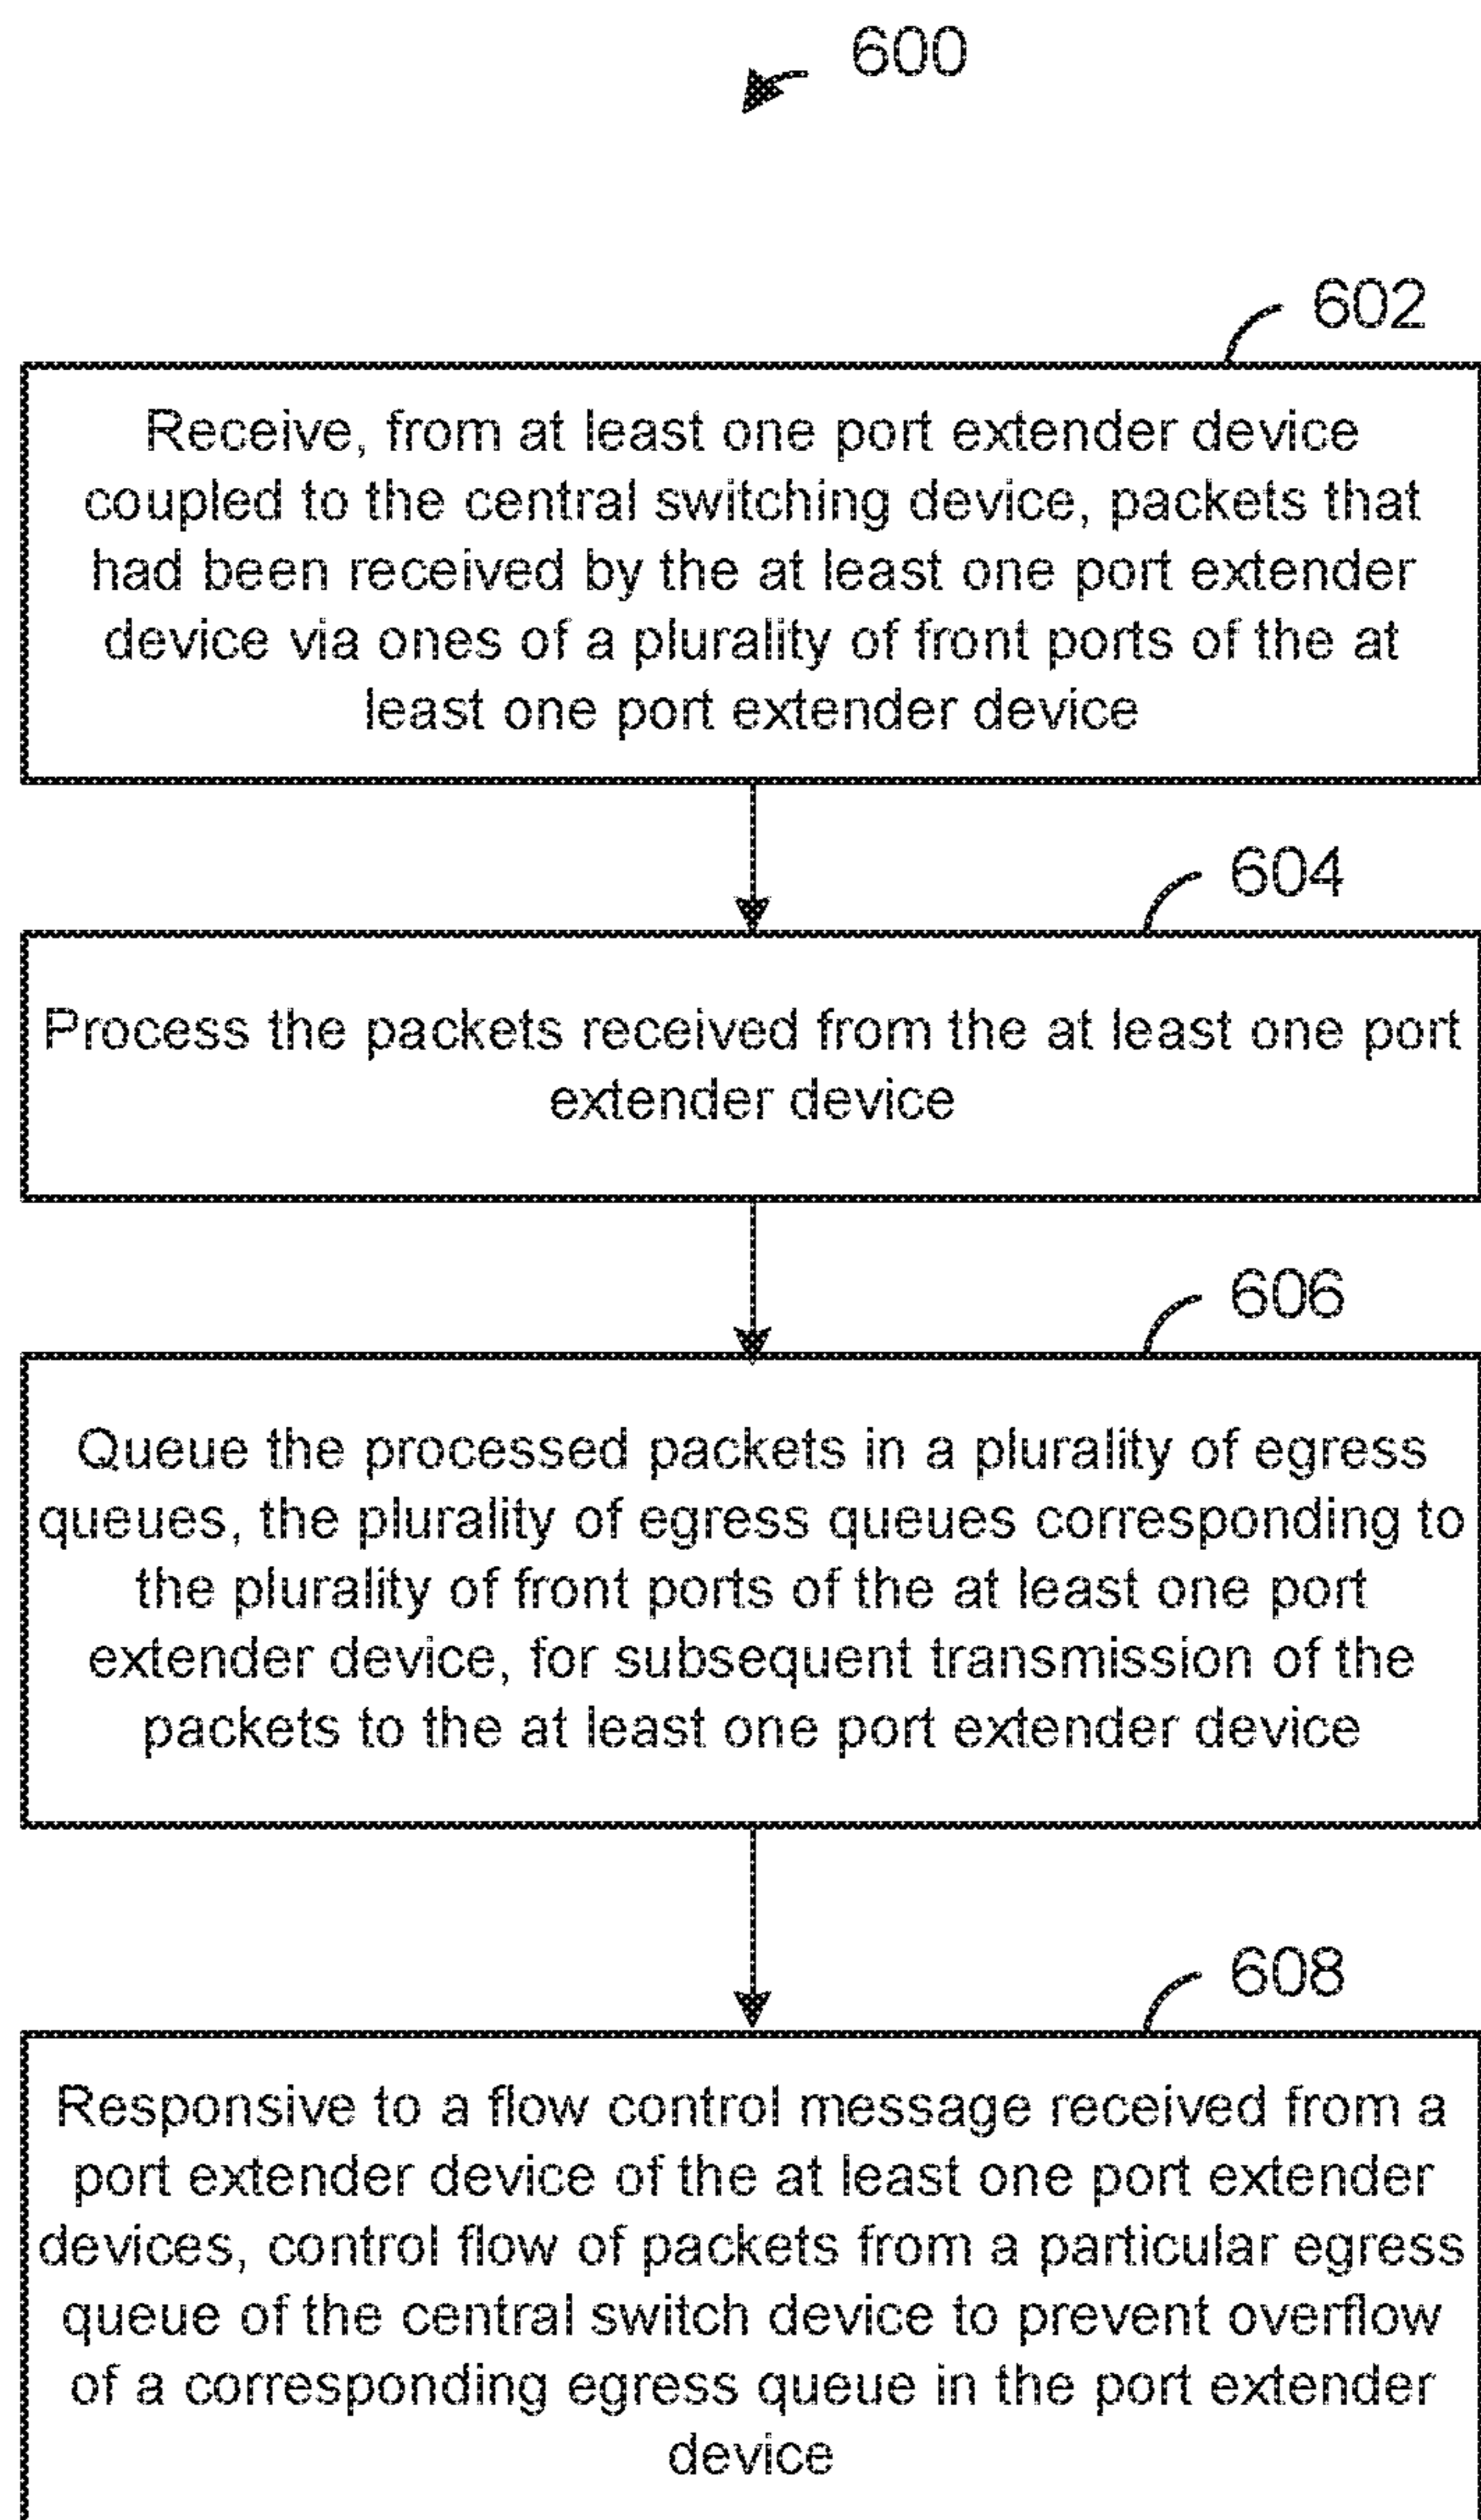 600
602
Receive, from at least one port extender device
coupled to the central switching device, packets that
had been received by the at least one port extender
device via ones of a plurality of front ports of the at
least one port extender device
604
Process the packets received from the at least one port
extender device
606
Queue the processed packets in a plurality of egress
queues, the plurality of egress queues corresponding to
the plurality of front ports of the at least one port
extender device, for subsequent transmission of the
packets to the at least one port extender device
608
Responsive to a flow control message received from a
port extender device of the at least one port extender
devices, control flow of packets from a particular egress
queue of the central switch device to prevent overflow
of a corresponding egress queue in the port extender
device